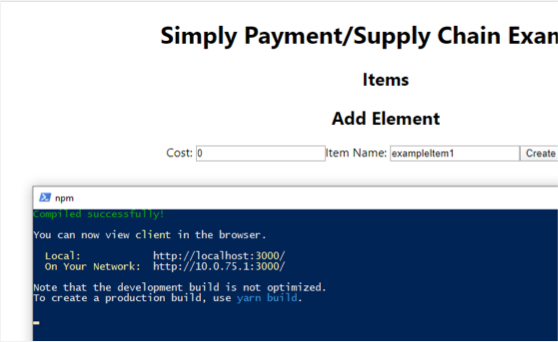 Simply Payment/Supply Chain Exam
Items
Add Element
Cost: 0 Item Name: exampleItem1 Create
npm
Compiled successfully!
You can now view client in the browser.
Local: http://localhost:3000/
On Your Network: http://10.0.75.1:3000/
Note that the development build is not optimized.
To create a production build, use yarn build.